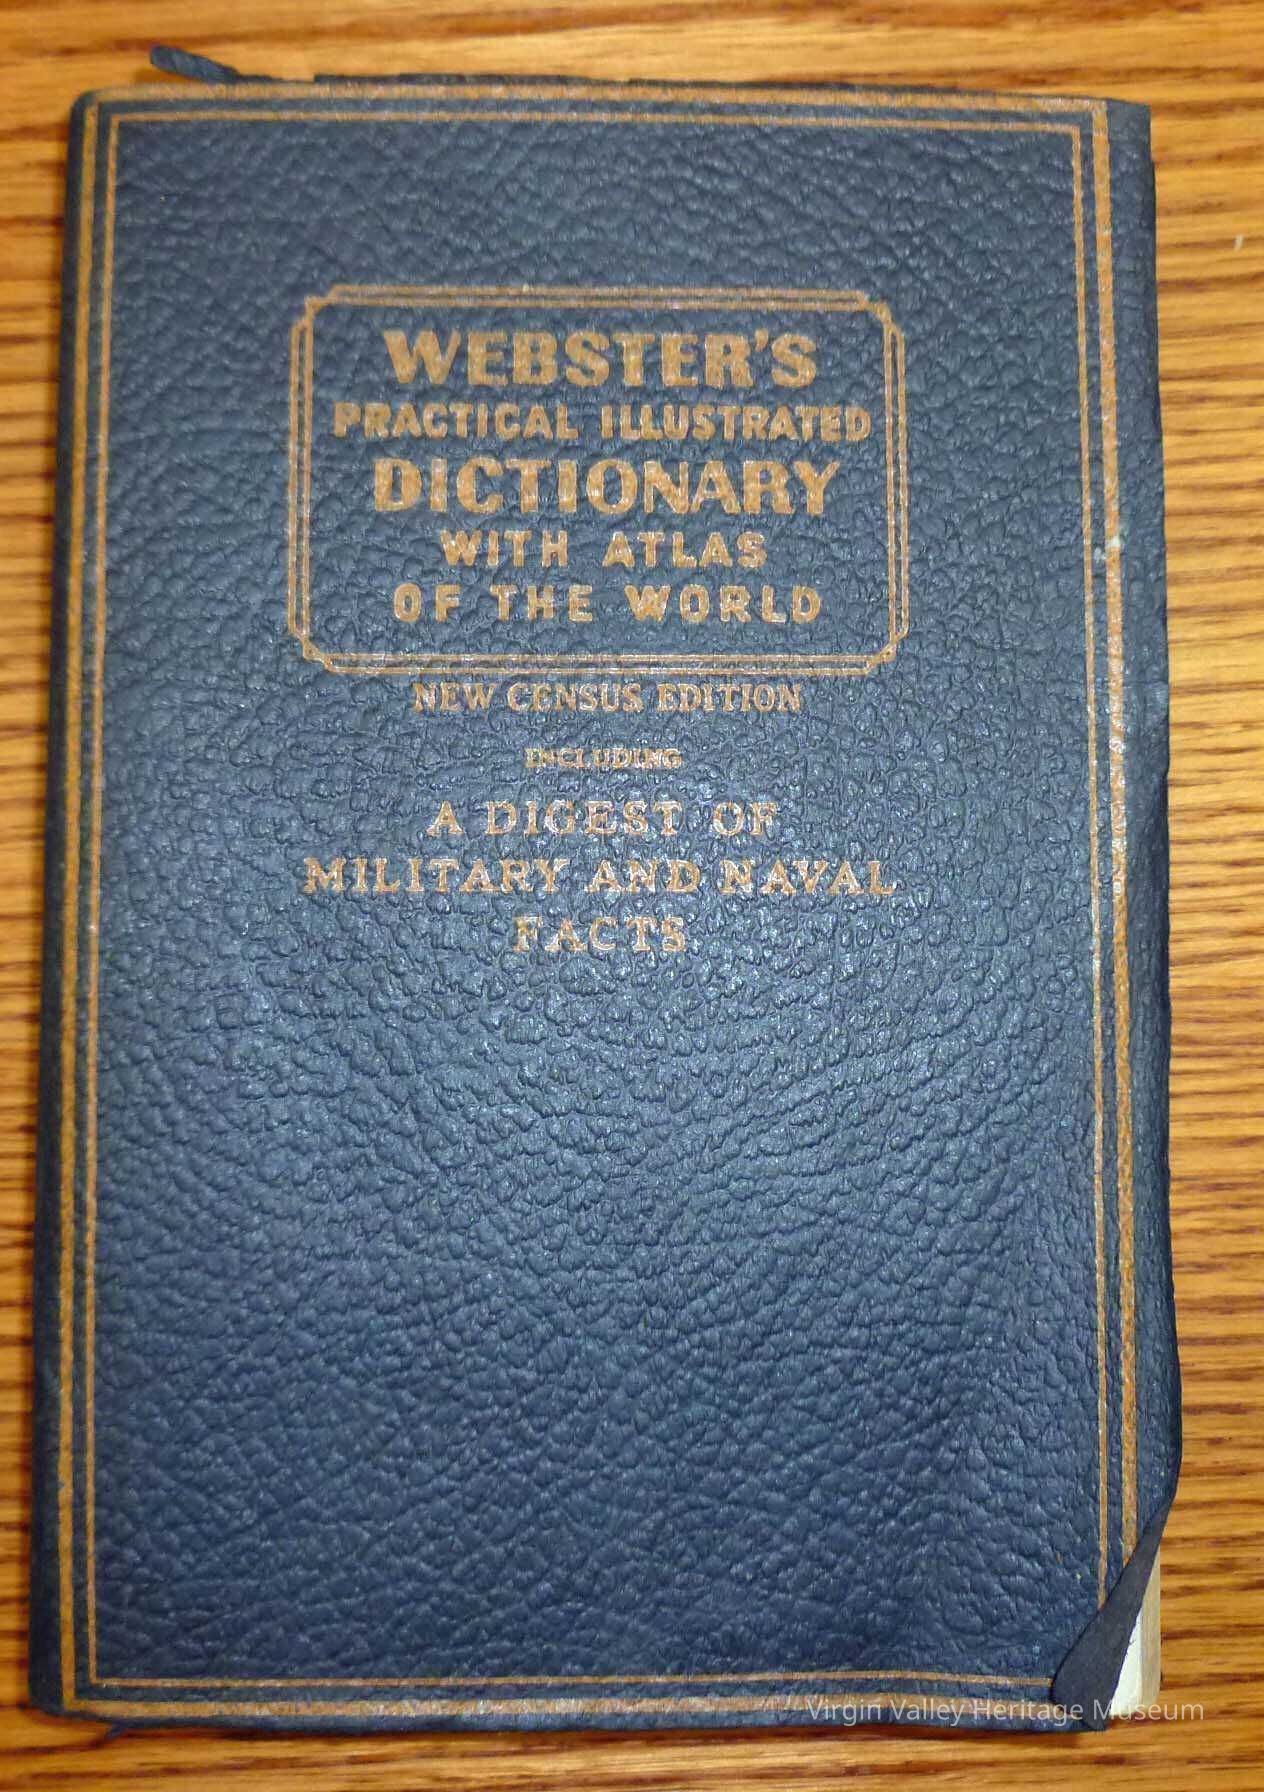 WEBSTER'S
PRACTICAL ILLUSTRATED
DICTIONARY
WITH ATLAS
OF THE WORLD
NEW CENSUS EDITION
INCLUDING
A DIGEST OF
MILITARY AND NAVAL
FACTS
Virgin Valley Heritage Museum